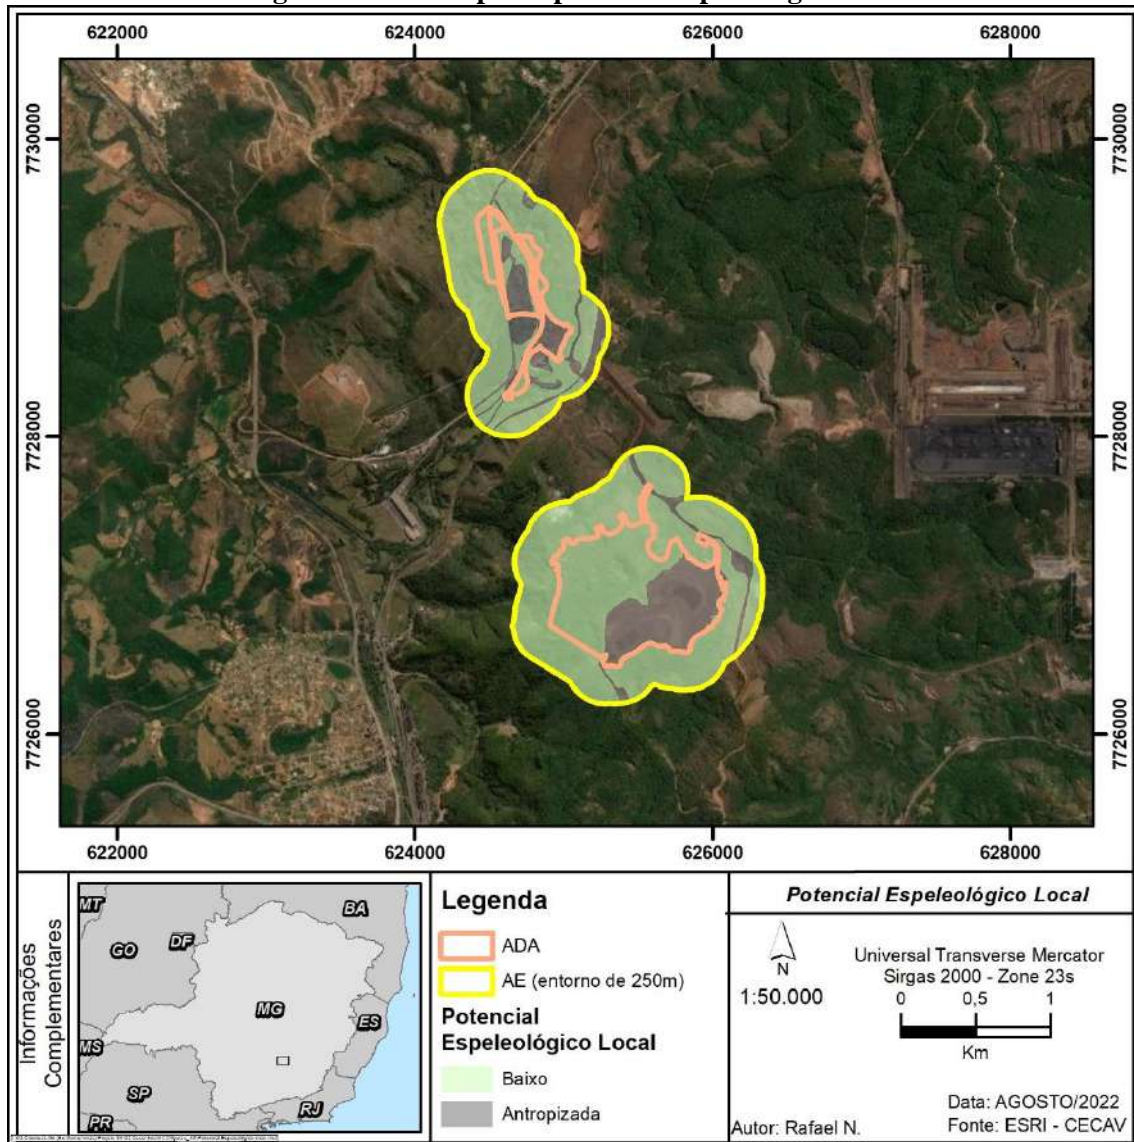 622000
624000
626000
628000
7730000
7730000
7728000
7728000
7726000
7726000
622000
624000
626000
628000
Informações
Complementares
MT
BA
GO
DF
MG
ES
MS
SP
RJ
PR
Legenda
ADA
AE (entorno de 250m)
Potencial
Espeleológico Local
Baixo
Antropizada
Potencial Espeleológico Local
N
1:50.000
Universal Transverse Mercator
Sirgas 2000 - Zone 23s
0 0,5 1
Km
Data: AGOSTO/2022
Autor: Rafael N.
Fonte: ESRI - CECAV